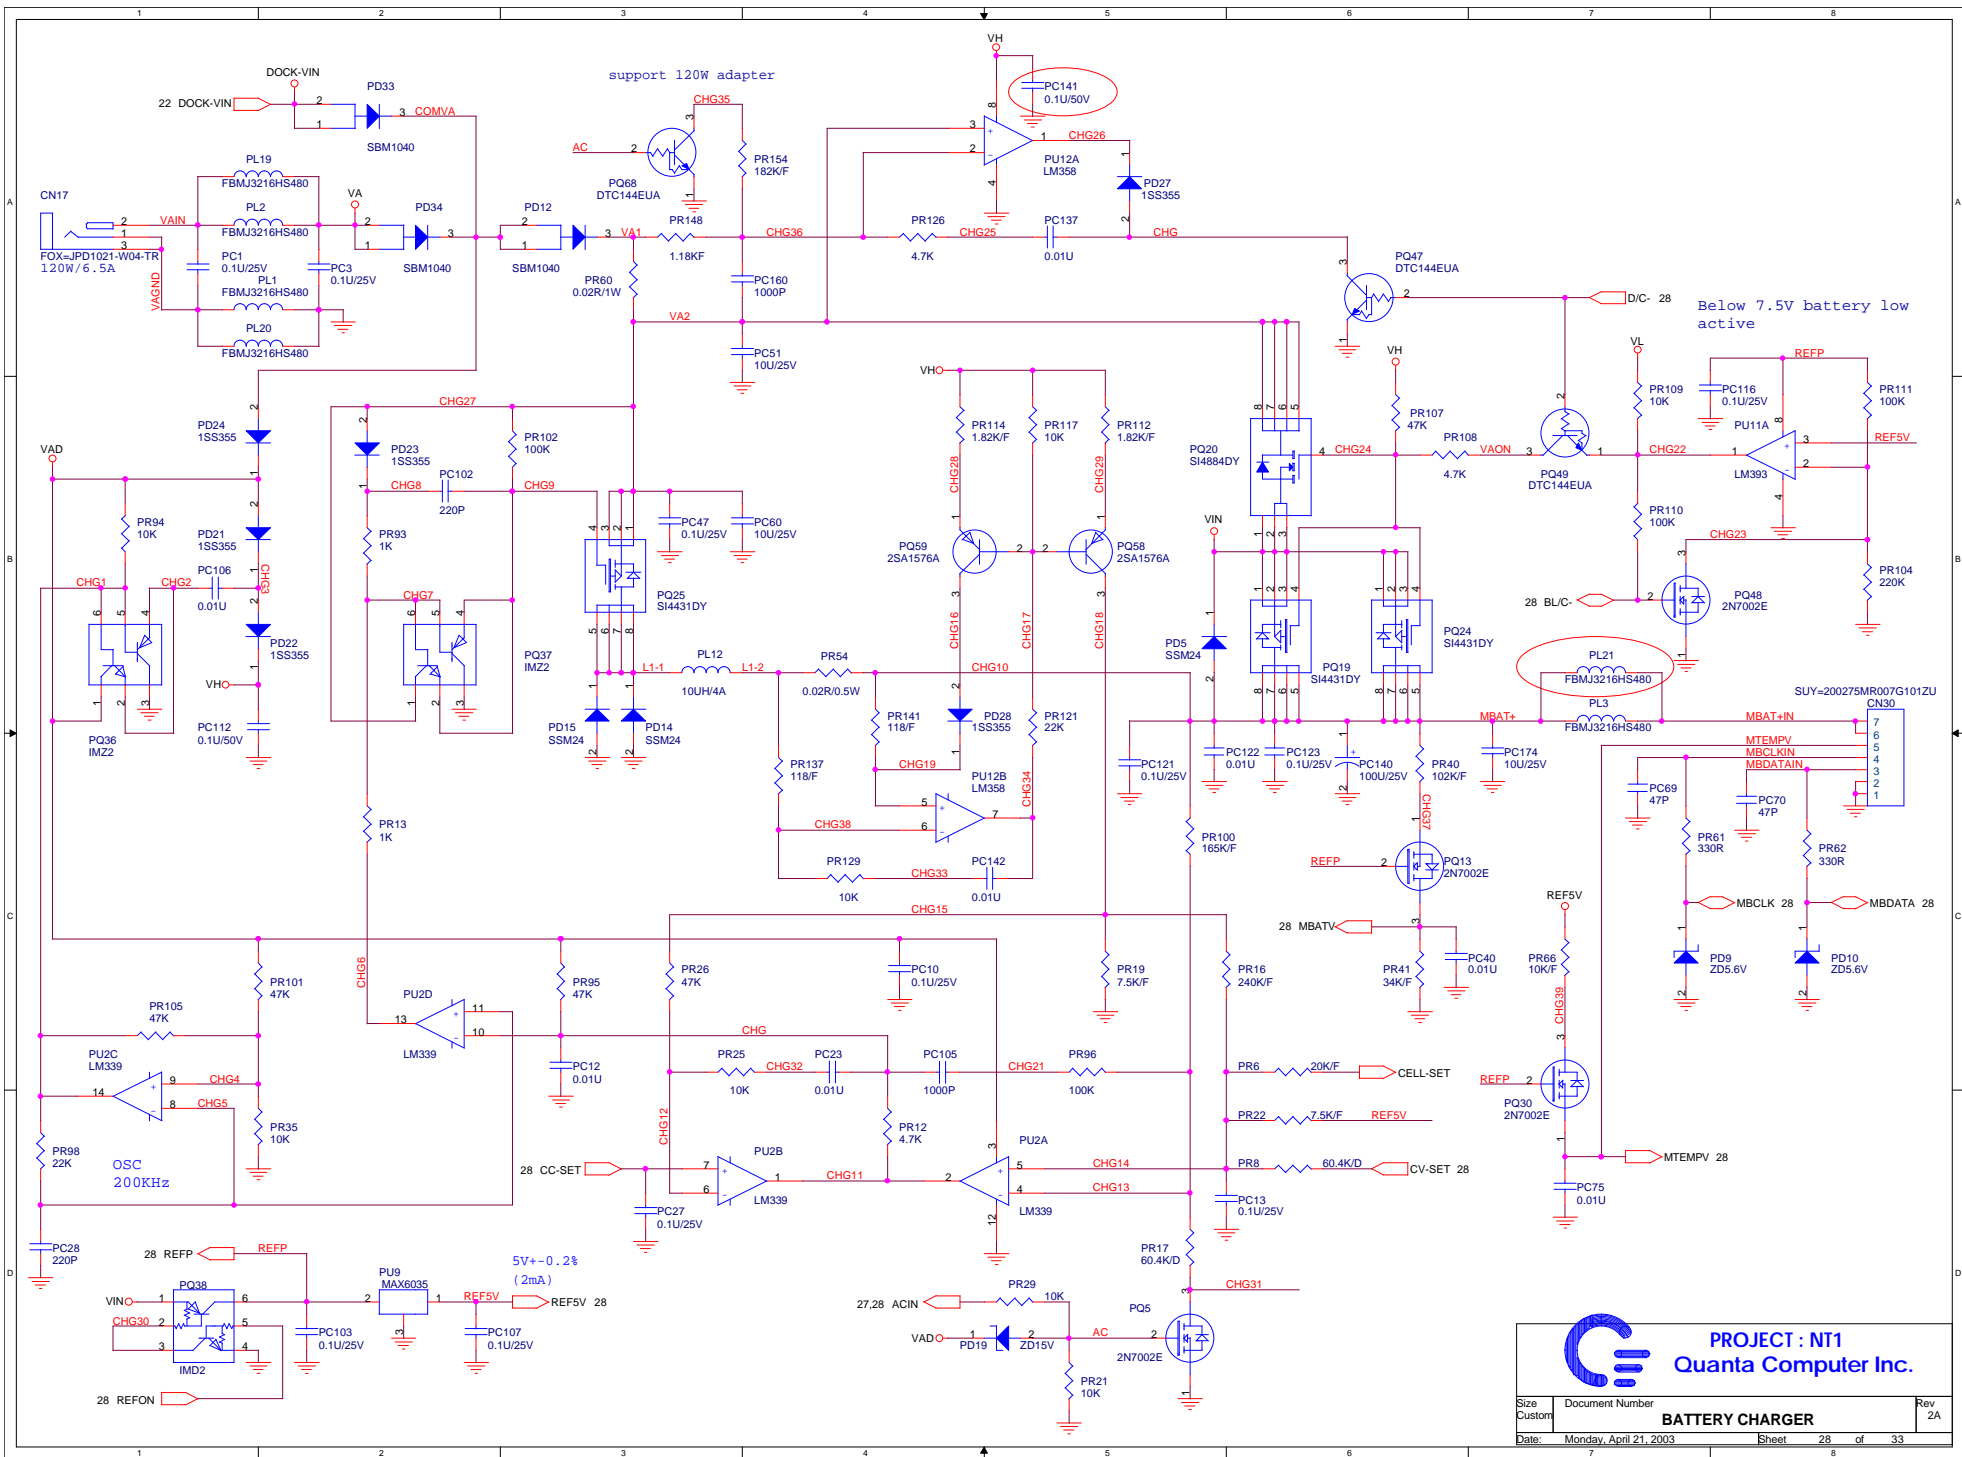 1 2 3 4 5 6 7 8
support 120W adapter
DOCK-VIN
22 DOCK-VIN
PD33
SBM1040
COMVA
CN17
FOX=JPD1021-W04-TR
120W/6.5A
VAIN
VAGND
PL19
FBMJ3216HS480
PL2
FBMJ3216HS480
PC1
0.1U/25V
PC3
0.1U/25V
PL1
FBMJ3216HS480
PL20
FBMJ3216HS480
VA
PD34
SBM1040
PD12
SBM1040
VA1
PR148
1.18KF
CHG36
PR60
0.02R/1W
AC
PQ68
DTC144EUA
CHG35
PR154
182K/F
PC160
1000P
VA2
PC51
10U/25V
VH
PC141
0.1U/50V
PU12A
LM358
CHG26
PD27
1SS355
PR126
4.7K
CHG25
PC137
0.01U
CHG
PQ47
DTC144EUA
D/C- 28
Below 7.5V battery low
active
VL
PR109
10K
PC116
0.1U/25V
REFP
PR111
100K
PU11A
LM393
REF5V
CHG22
PR110
100K
CHG23
PR104
220K
PQ48
2N7002E
28 BL/C-
VH
PR107
47K
CHG24
PR108
4.7K
VAON
PQ49
DTC144EUA
PQ20
SI4884DY
VIN
PD5
SSM24
PQ19
SI4431DY
PQ24
SI4431DY
VH
PR114
1.82K/F
PR117
10K
PR112
1.82K/F
CHG28
CHG29
PQ59
2SA1576A
PQ58
2SA1576A
CHG16
CHG17
CHG18
PD24
1SS355
VAD
PR94
10K
PD21
1SS355
PC106
0.01U
CHG1
CHG2
CHG3
PD22
1SS355
VH
PC112
0.1U/50V
PQ36
IMZ2
CHG27
PD23
1SS355
PR102
100K
CHG8
PC102
220P
CHG9
PR93
1K
CHG7
PQ37
IMZ2
PC47
0.1U/25V
PC60
10U/25V
PQ25
SI4431DY
L1-1
PL12
10UH/4A
L1-2
PR54
0.02R/0.5W
CHG10
PD15
SSM24
PD14
SSM24
PR141
118/F
PD28
1SS355
PR121
22K
PR137
118/F
CHG19
PU12B
LM358
CHG34
CHG38
PR129
10K
CHG33
PC142
0.01U
PC121
0.1U/25V
PC122
0.01U
PC123
0.1U/25V
PC140
100U/25V
PR40
102K/F
MBAT+
PC174
10U/25V
PL21
FBMJ3216HS480
PL3
FBMJ3216HS480
SUY=200275MR007G101ZU
CN30
MBAT+IN
MTEMPV
MBCLKIN
MBDATAIN
PC69
47P
PC70
47P
PR61
330R
PR62
330R
MBCLK 28
MBDATA 28
PD9
ZD5.6V
PD10
ZD5.6V
CHG37
REFP
PQ13
2N7002E
28 MBATV
PR41
34K/F
PC40
0.01U
REF5V
PR66
10K/F
CHG39
REFP
PQ30
2N7002E
MTEMPV 28
PC75
0.01U
PR13
1K
CHG6
PR100
165K/F
CHG15
PR101
47K
PR105
47K
PU2C
LM339
CHG4
CHG5
PR35
10K
PR98
22K
OSC
200KHz
PC28
220P
PU2D
LM339
PR95
47K
PC12
0.01U
PR26
47K
PC10
0.1U/25V
CHG
PR25
10K
CHG32
PC23
0.01U
PC105
1000P
CHG21
PR96
100K
PR19
7.5K/F
PR16
240K/F
PR6
20K/F
CELL-SET
PR22
7.5K/F
REF5V
PR8
60.4K/D
CV-SET 28
PC13
0.1U/25V
CHG12
PR12
4.7K
28 CC-SET
PU2B
LM339
CHG11
PU2A
LM339
CHG14
CHG13
PC27
0.1U/25V
PR17
60.4K/D
CHG31
28 REFP
REFP
PQ38
IMD2
VIN
CHG30
28 REFON
PC103
0.1U/25V
PU9
MAX6035
5V+-0.2%
(2mA)
REF5V
REF5V 28
PC107
0.1U/25V
27,28 ACIN
PR29
10K
VAD
PD19
ZD15V
AC
PR21
10K
PQ5
2N7002E
PROJECT : NT1
Quanta Computer Inc.
Size
Custom
Document Number
BATTERY CHARGER
Rev
2A
Date: Monday, April 21, 2003
Sheet 28 of 33
1 2 3 4 5 6 7 8